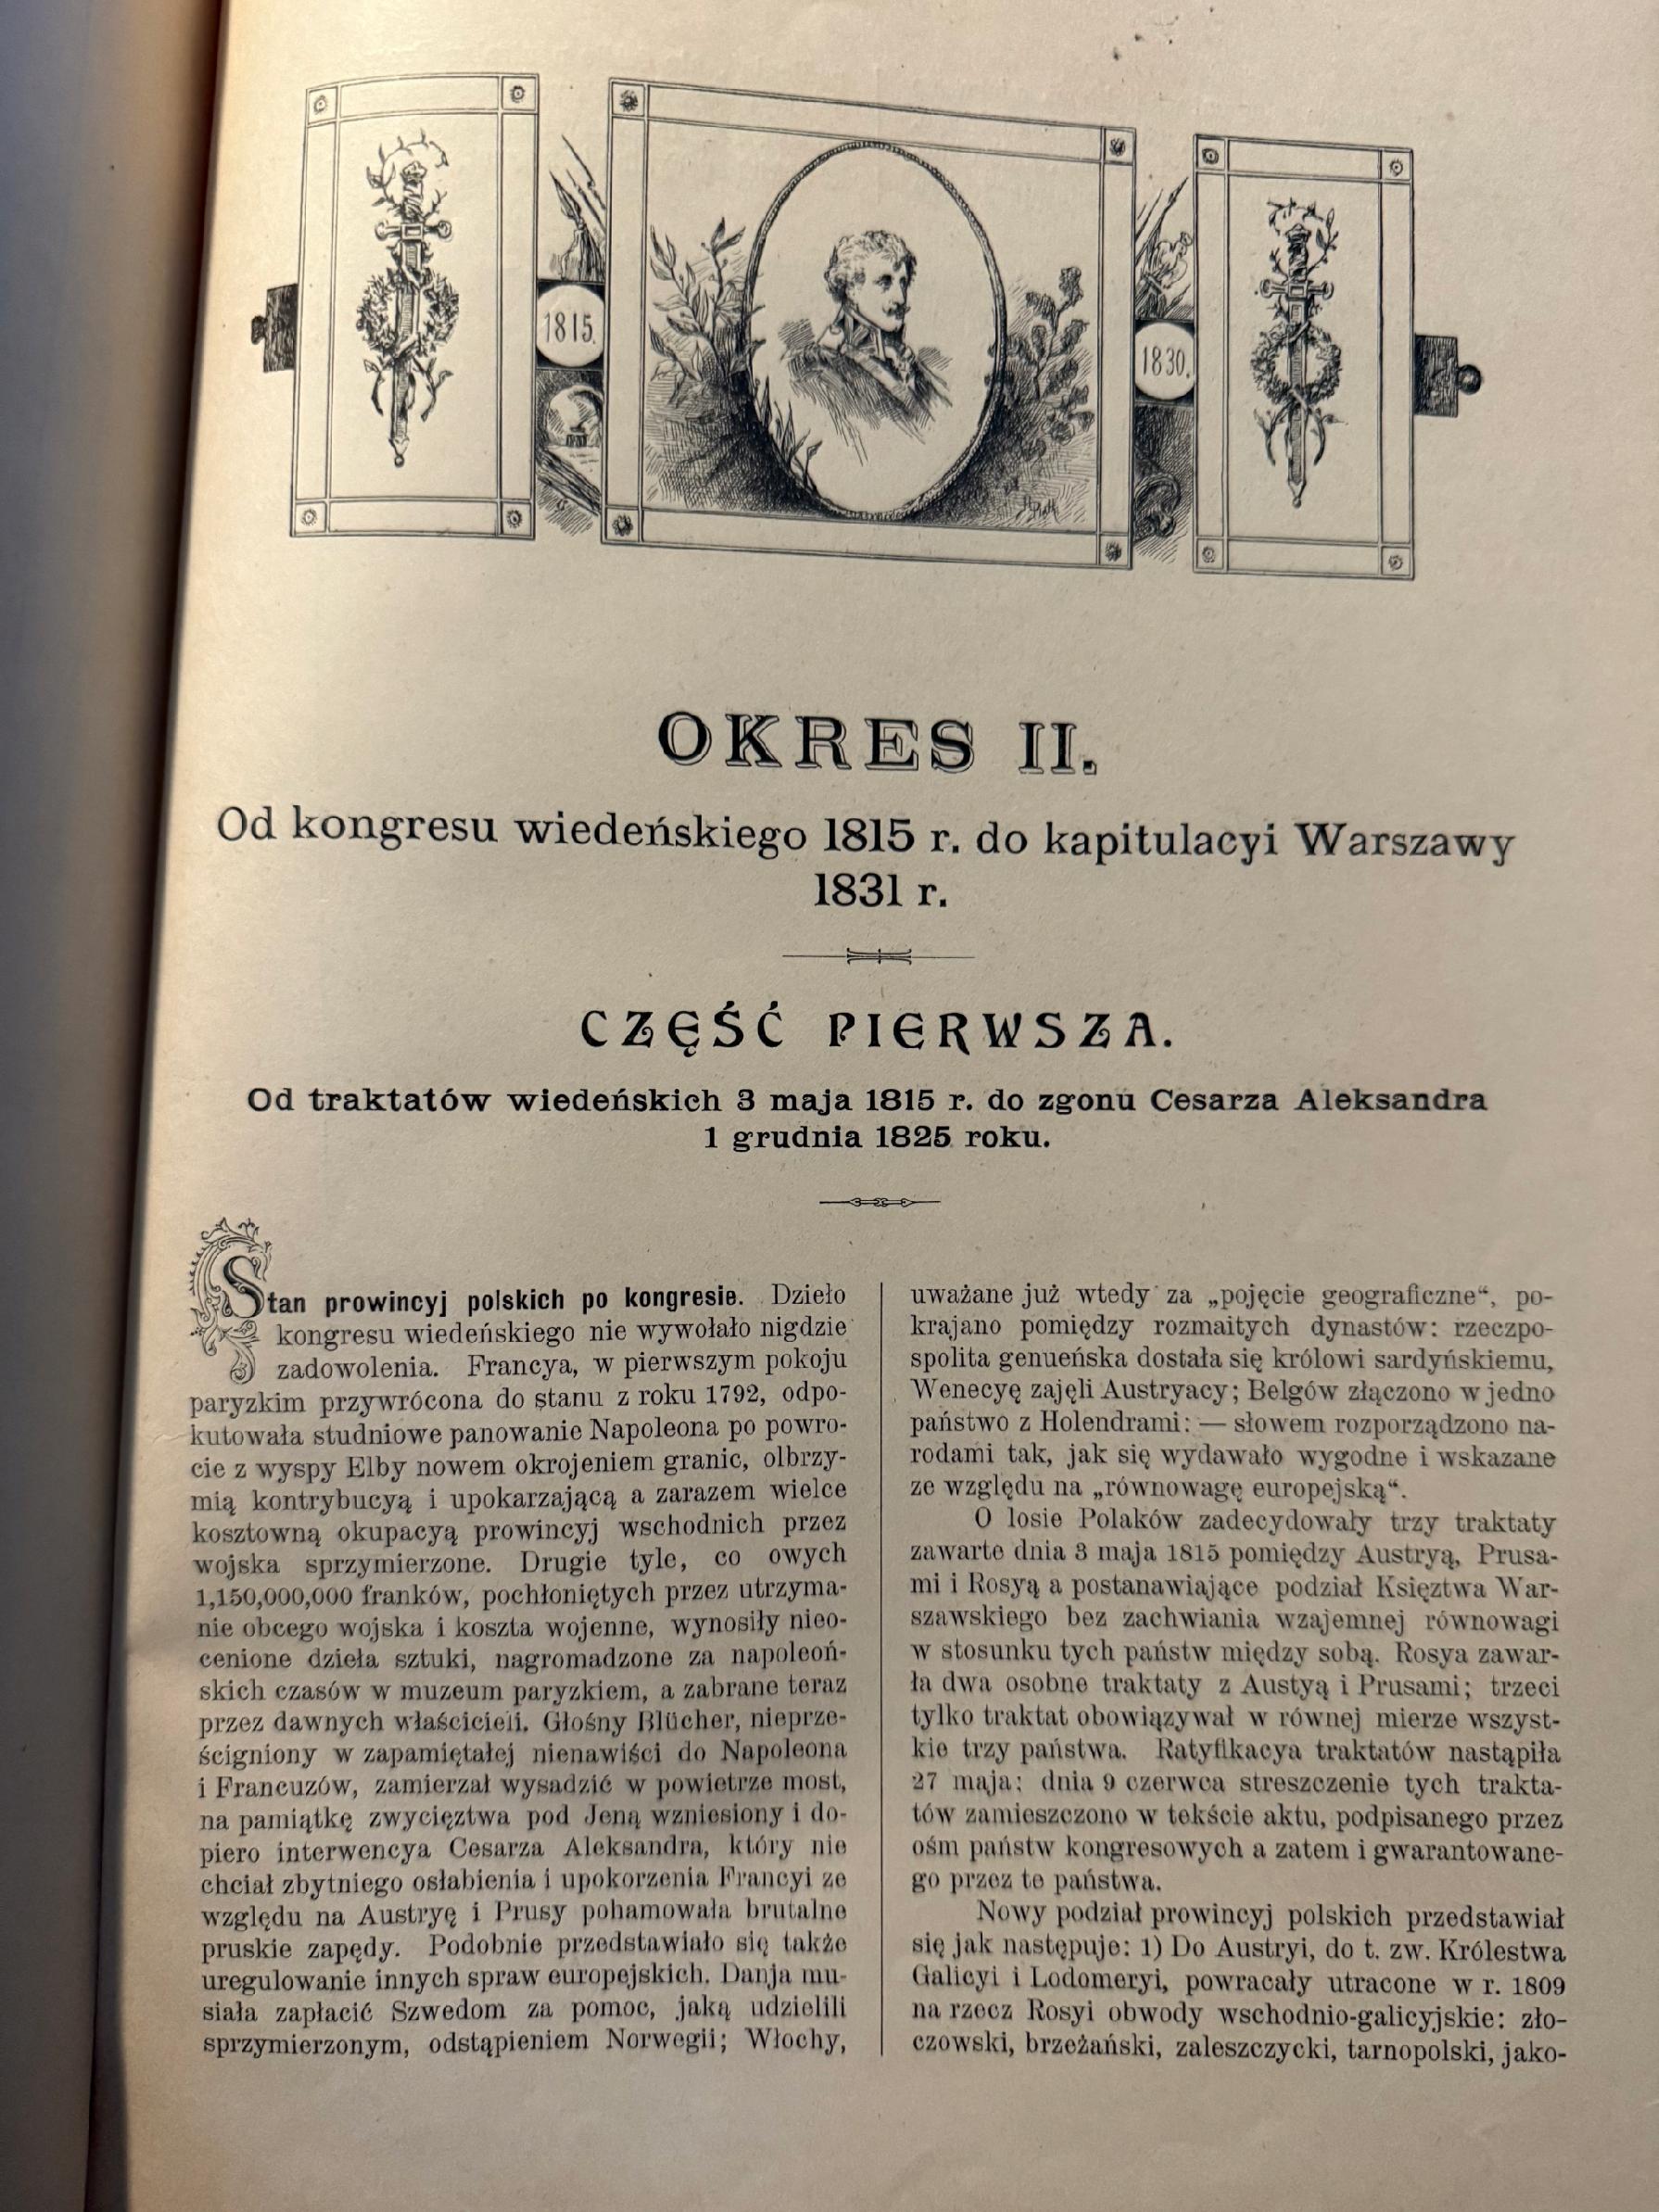 1815.
1830.
OKRES II.
Od kongresu wiedeńskiego 1815 r. do kapitulacyi Warszawy
1831 r.
CZĘŚĆ PIERWSZA.
Od traktatów wiedeńskich 3 maja 1815 r. do zgonu Cesarza Aleksandra
1 grudnia 1825 roku.
Stan prowincyj polskich po kongresie. Dzieło
kongresu wiedeńskiego nie wywołało nigdzie
zadowolenia. Francya, w pierwszym pokoju
paryzkim przywrócona do stanu z roku 1792, odpo-
kutowała studniowe panowanie Napoleona po powro-
cie z wyspy Elby nowem okrojeniem granic, olbrzy-
mią kontrybucyą i upokarzającą a zarazem wielce
kosztowną okupacyą prowincyj wschodnich przez
wojska sprzymierzone. Drugie tyle, co owych
1,150,000,000 franków, pochłoniętych przez utrzyma-
nie obcego wojska i koszta wojenne, wynosiły nieo-
cenione dzieła sztuki, nagromadzone za napoleoń-
skich czasów w muzeum paryzkiem, a zabrane teraz
przez dawnych właścicieli. Głośny Blücher, nieprze-
ścigniony w zapamiętałej nienawiści do Napoleona
i Francuzów, zamierzał wysadzić w powietrze most,
na pamiątkę zwycięztwa pod Jeną wzniesiony i do-
piero interwencya Cesarza Aleksandra, który nie
chciał zbytniego osłabienia i upokorzenia Francyi ze
względu na Austryę i Prusy pohamowała brutalne
pruskie zapędy. Podobnie przedstawiało się także
uregulowanie innych spraw europejskich. Danja mu-
siała zapłacić Szwedom za pomoc, jaką udzielili
sprzymierzonym, odstąpieniem Norwegii; Włochy,
uważane już wtedy za „pojęcie geograficzne“, po-
krajano pomiędzy rozmaitych dynastów: rzeczpo-
spolita genueńska dostała się królowi sardyńskiemu,
Wenecyę zajęli Austryacy; Belgów złączono w jedno
państwo z Holendrami: — słowem rozporządzono na-
rodami tak, jak się wydawało wygodne i wskazane
ze względu na „równowagę europejską“.
O losie Polaków zadecydowały trzy traktaty
zawarte dnia 3 maja 1815 pomiędzy Austryą, Prusa-
mi i Rosyą a postanawiające podział Księztwa War-
szawskiego bez zachwiania wzajemnej równowagi
w stosunku tych państw między sobą. Rosya zawar-
ła dwa osobne traktaty z Austyą i Prusami; trzeci
tylko traktat obowiązywał w równej mierze wszyst-
kie trzy państwa. Ratyfikacya traktatów nastąpiła
27 maja; dnia 9 czerwca streszczenie tych trakta-
tów zamieszczono w tekście aktu, podpisanego przez
ośm państw kongresowych a zatem i gwarantowane-
go przez te państwa.
Nowy podział prowincyj polskich przedstawiał
się jak następuje: 1) Do Austryi, do t. zw. Królestwa
Galicyi i Lodomeryi, powracały utracone w r. 1809
na rzecz Rosyi obwody wschodnio-galicyjskie: zło-
czowski, brzeżański, zaleszczycki, tarnopolski, jako-